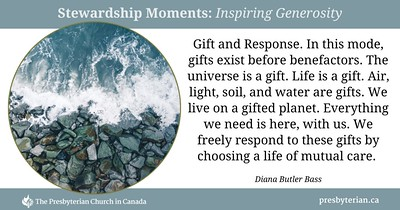 Stewardship Moments: Inspiring Generosity
Gift and Response. In this mode,
gifts exist before benefactors. The
universe is a gift. Life is a gift. Air,
light, soil, and water are gifts. We
live on a gifted planet. Everything
we need is here, with us. We
freely respond to these gifts by
choosing a life of mutual care.
Diana Butler Bass
The Presbyterian Church in Canada
presbyterian.ca